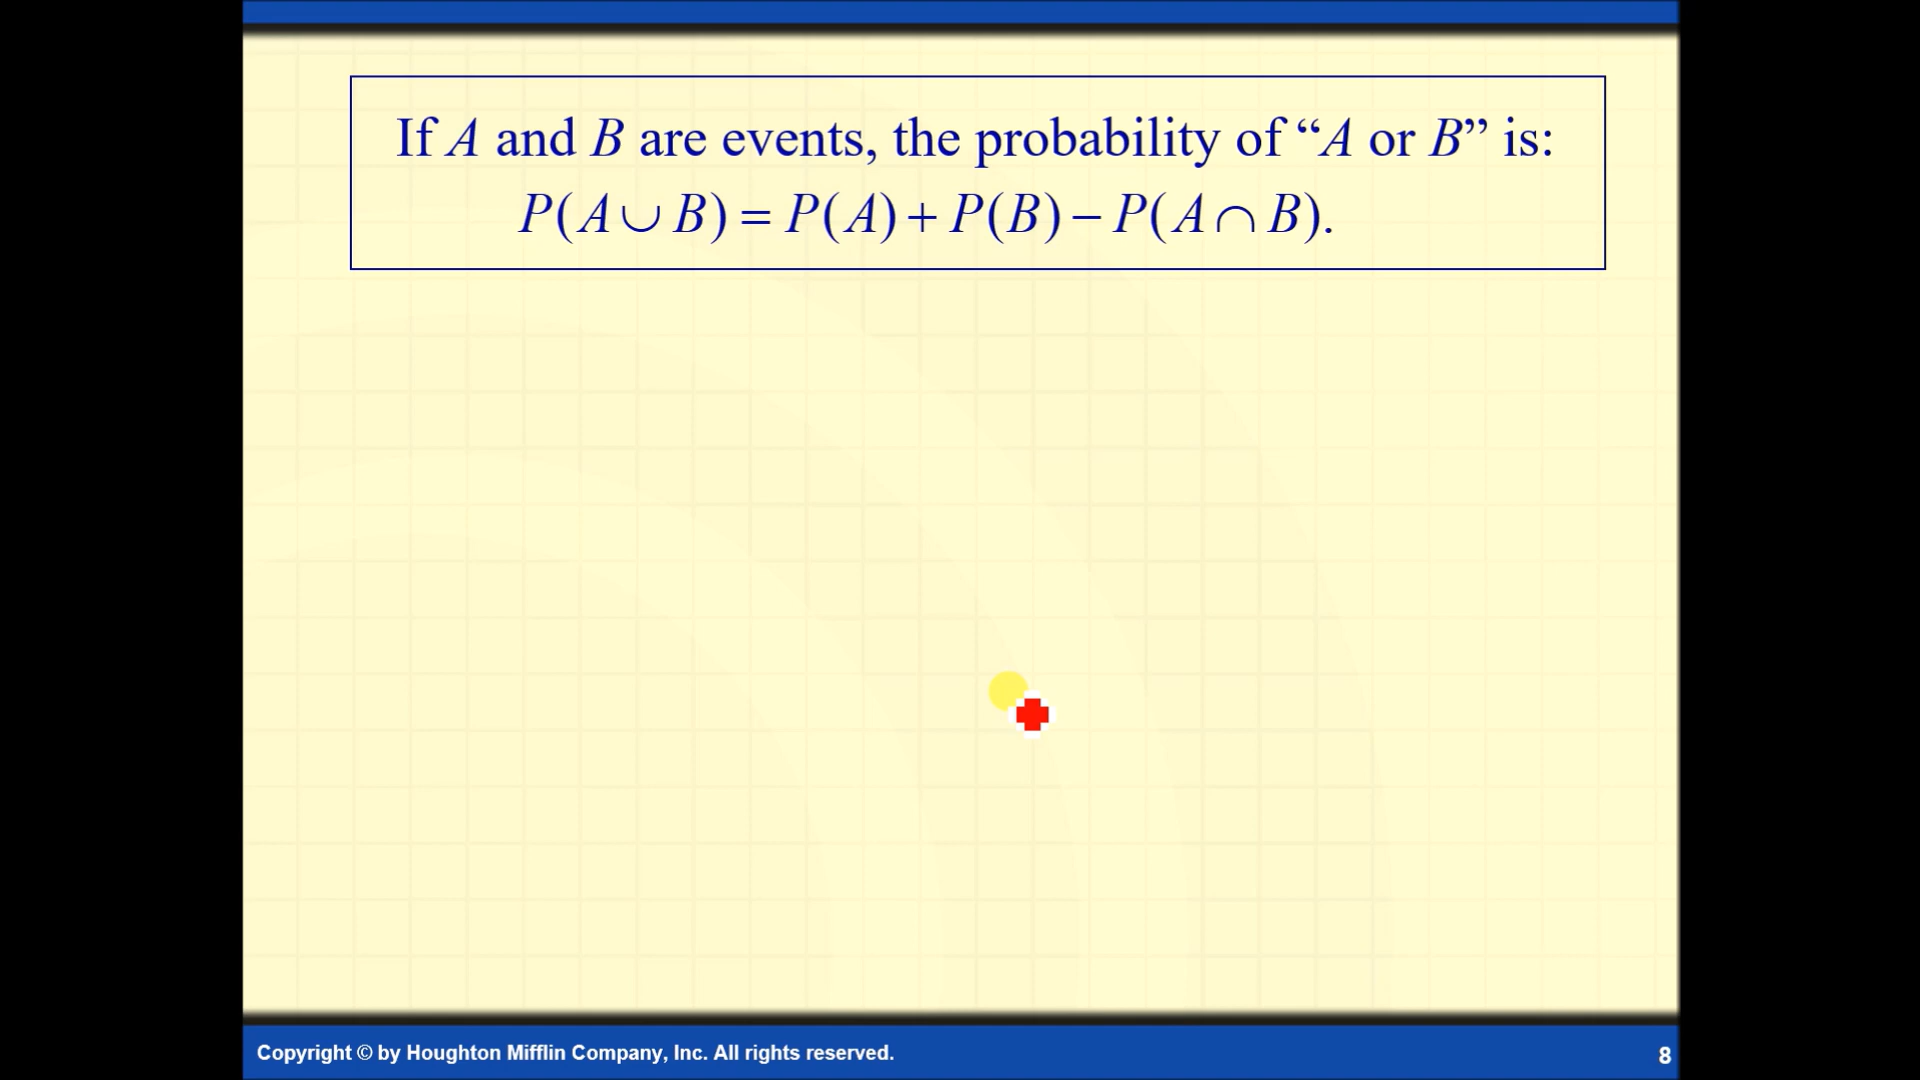 If A and B are events, the probability of “A or B” is:
P(A ∪ B) = P(A) + P(B) − P(A ∩ B).
Copyright © by Houghton Mifflin Company, Inc. All rights reserved.
8